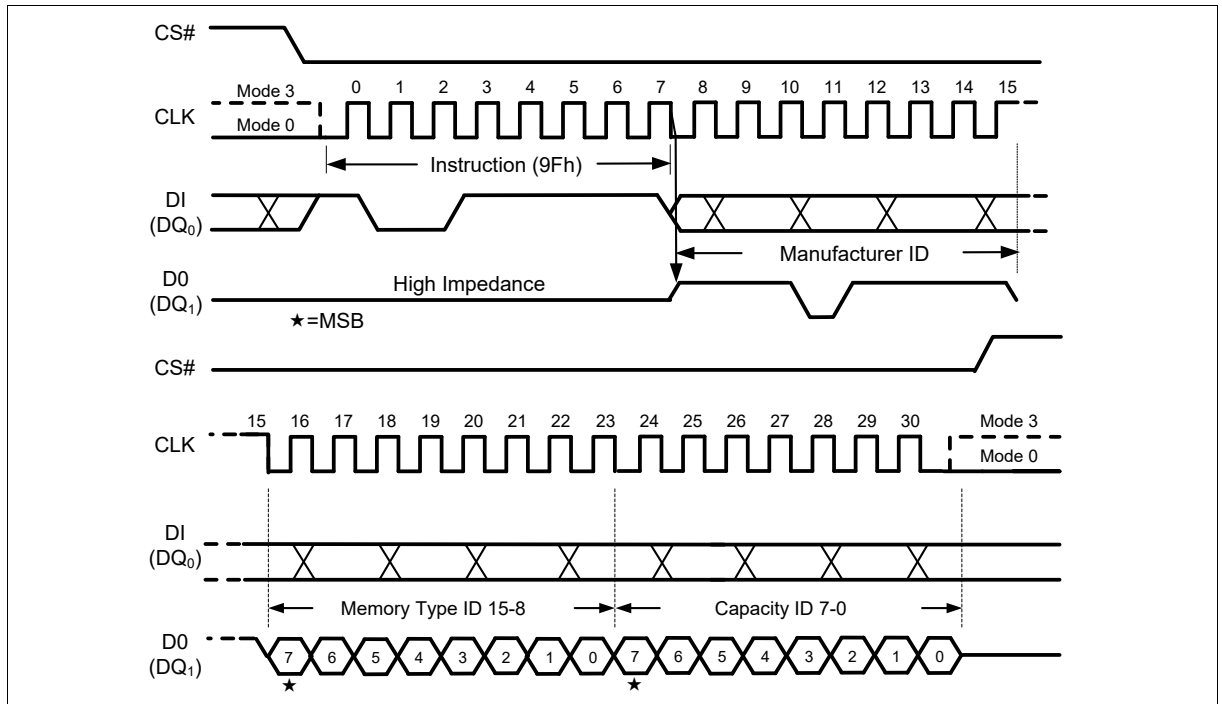 CS#
Mode 3
0 1 2 3 4 5 6 7 8 9 10 11 12 13 14 15
CLK
Mode 0
Instruction (9Fh)
DI
(DQ0)
Manufacturer ID
D0
(DQ1)
High Impedance
★=MSB
CS#
15 16 17 18 19 20 21 22 23 24 25 26 27 28 29 30
Mode 3
CLK
Mode 0
DI
(DQ0)
Memory Type ID 15-8
Capacity ID 7-0
D0
(DQ1)
7 6 5 4 3 2 1 0 7 6 5 4 3 2 1 0
★ ★